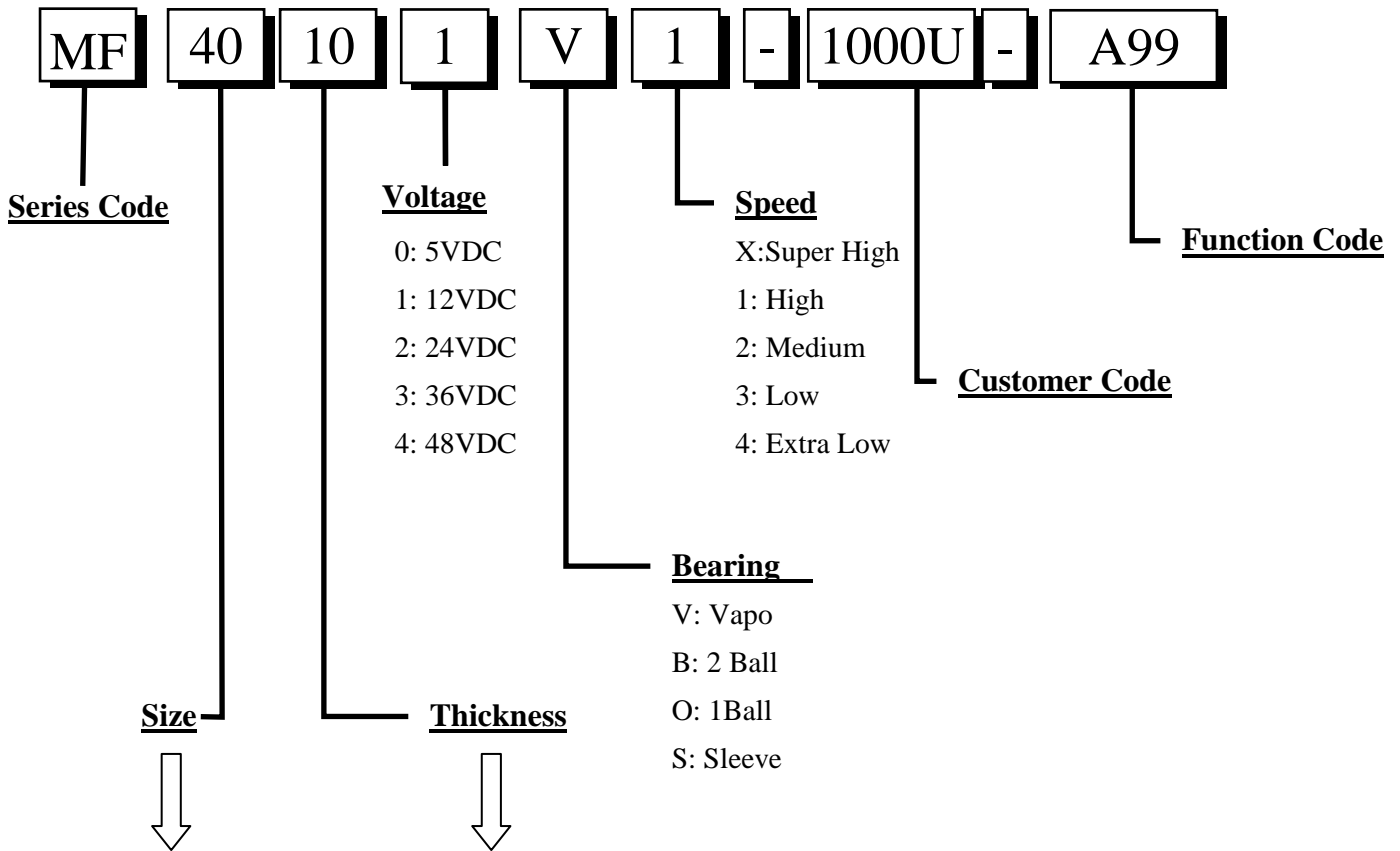 MF 40 10 1 V 1 - 1000U - A99
Series Code
Voltage
0: 5VDC
1: 12VDC
2: 24VDC
3: 36VDC
4: 48VDC
Speed
X:Super High
1: High
2: Medium
3: Low
4: Extra Low
Function Code
Customer Code
Bearing
V: Vapo
B: 2 Ball
O: 1Ball
S: Sleeve
Size
Thickness